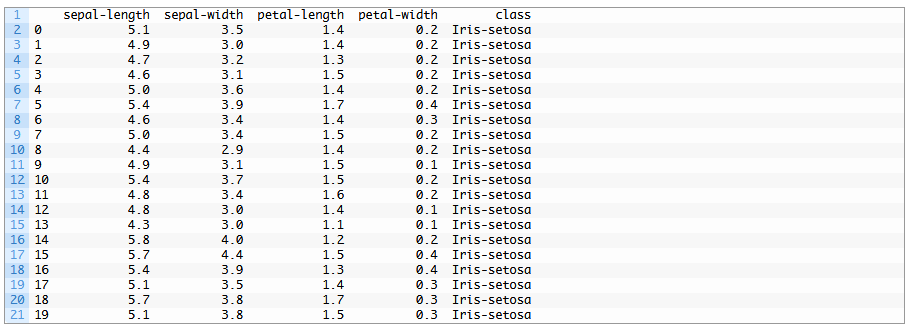 1 sepal-length sepal-width petal-length petal-width class
2 0 5.1 3.5 1.4 0.2 Iris-setosa
3 1 4.9 3.0 1.4 0.2 Iris-setosa
4 2 4.7 3.2 1.3 0.2 Iris-setosa
5 3 4.6 3.1 1.5 0.2 Iris-setosa
6 4 5.0 3.6 1.4 0.2 Iris-setosa
7 5 5.4 3.9 1.7 0.4 Iris-setosa
8 6 4.6 3.4 1.4 0.3 Iris-setosa
9 7 5.0 3.4 1.5 0.2 Iris-setosa
10 8 4.4 2.9 1.4 0.2 Iris-setosa
11 9 4.9 3.1 1.5 0.1 Iris-setosa
12 10 5.4 3.7 1.5 0.2 Iris-setosa
13 11 4.8 3.4 1.6 0.2 Iris-setosa
14 12 4.8 3.0 1.4 0.1 Iris-setosa
15 13 4.3 3.0 1.1 0.1 Iris-setosa
16 14 5.8 4.0 1.2 0.2 Iris-setosa
17 15 5.7 4.4 1.5 0.4 Iris-setosa
18 16 5.4 3.9 1.3 0.4 Iris-setosa
19 17 5.1 3.5 1.4 0.3 Iris-setosa
20 18 5.7 3.8 1.7 0.3 Iris-setosa
21 19 5.1 3.8 1.5 0.3 Iris-setosa